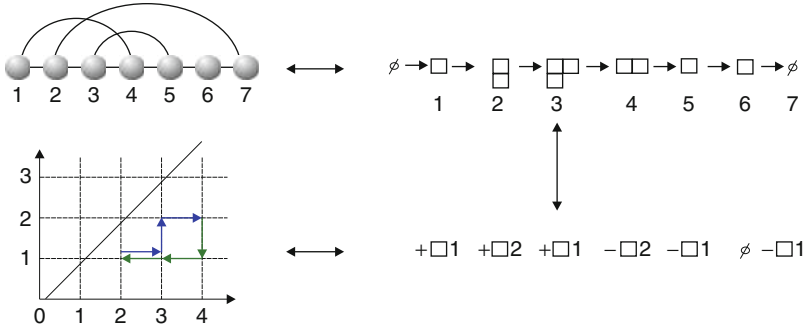 1 2 3 4 5 6 7
∅ → □ → → → → □ → □ → ∅
1 2 3 4 5 6 7
3
2
1
0 1 2 3 4
+□1 +□2 +□1 −□2 −□1 ∅ −□1